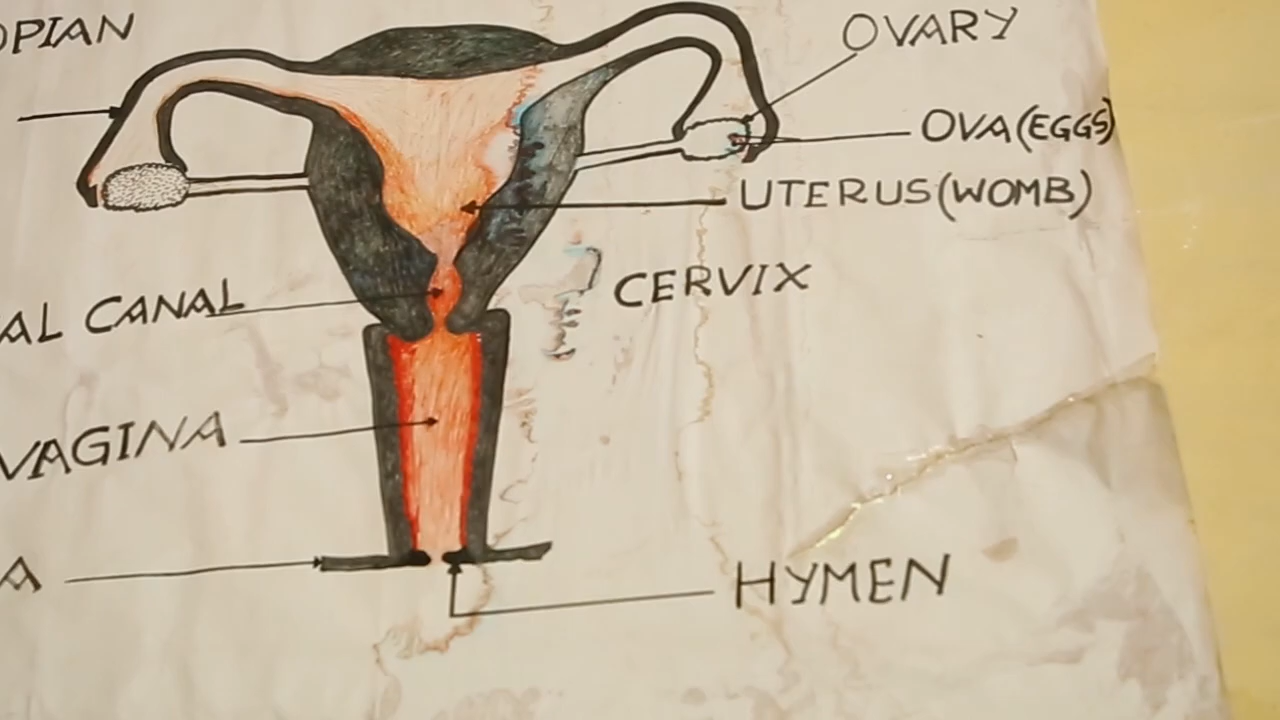 OPIAN
OVARY
OVA(EGGS)
UTERUS(WOMB)
CERVIX
AL CANAL
VAGINA
A
HYMEN